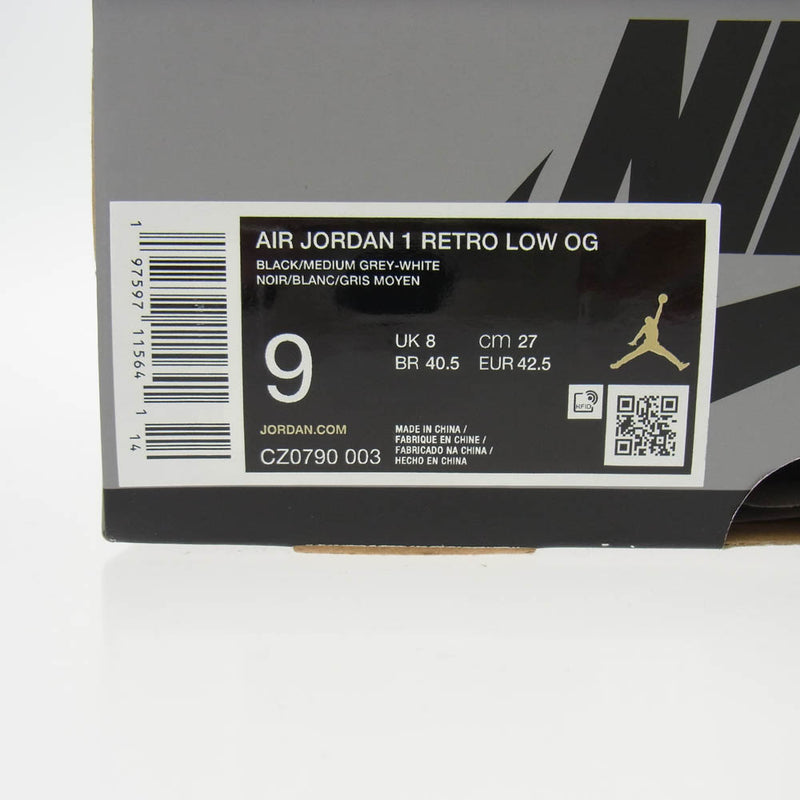 NI
AIR JORDAN 1 RETRO LOW OG
BLACK/MEDIUM GREY-WHITE
NOIR/BLANC/GRIS MOYEN
9
UK 8 cm 27
BR 40.5 EUR 42.5
JORDAN.COM
CZ0790 003
MADE IN CHINA /
FABRIQUE EN CHINE /
FABRICADO NA CHINA /
HECHO EN CHINA
RFID
1 97597 11564 1 14